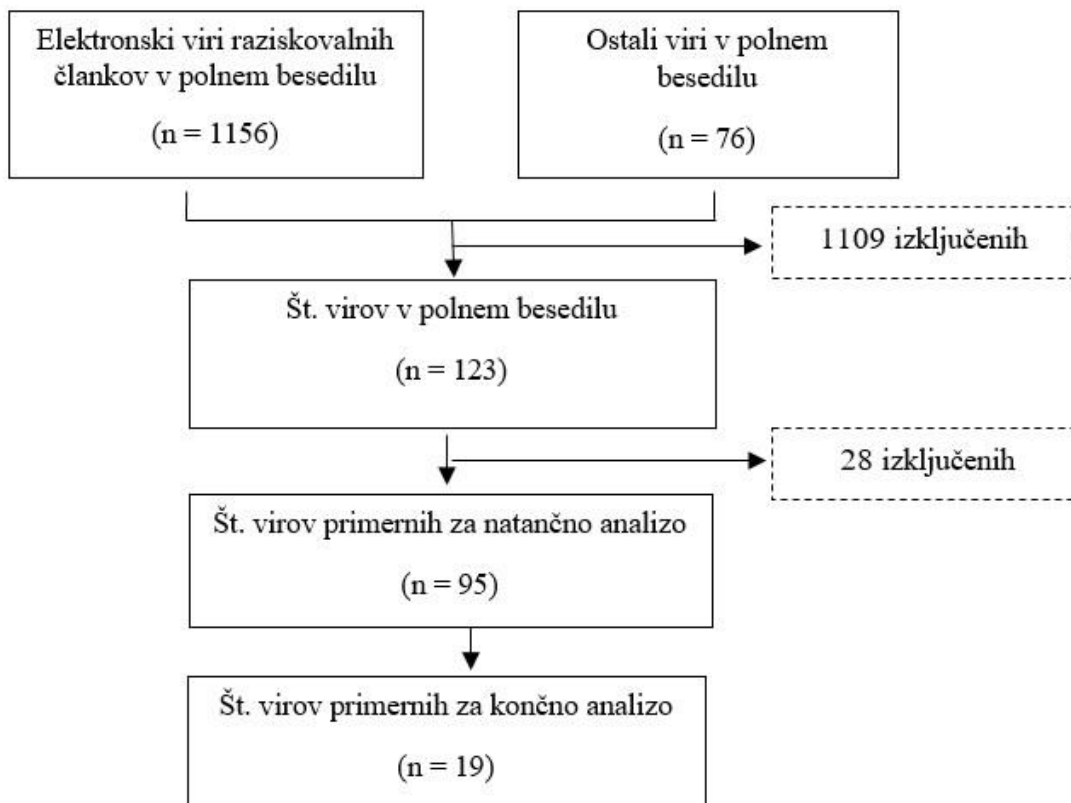 Elektronski viri raziskovalnih
člankov v polnem besedilu
(n = 1156)
Ostali viri v polnem
besedilu
(n = 76)
1109 izključenih
Št. virov v polnem besedilu
(n = 123)
28 izključenih
Št. virov primernih za natančno analizo
(n = 95)
Št. virov primernih za končno analizo
(n = 19)